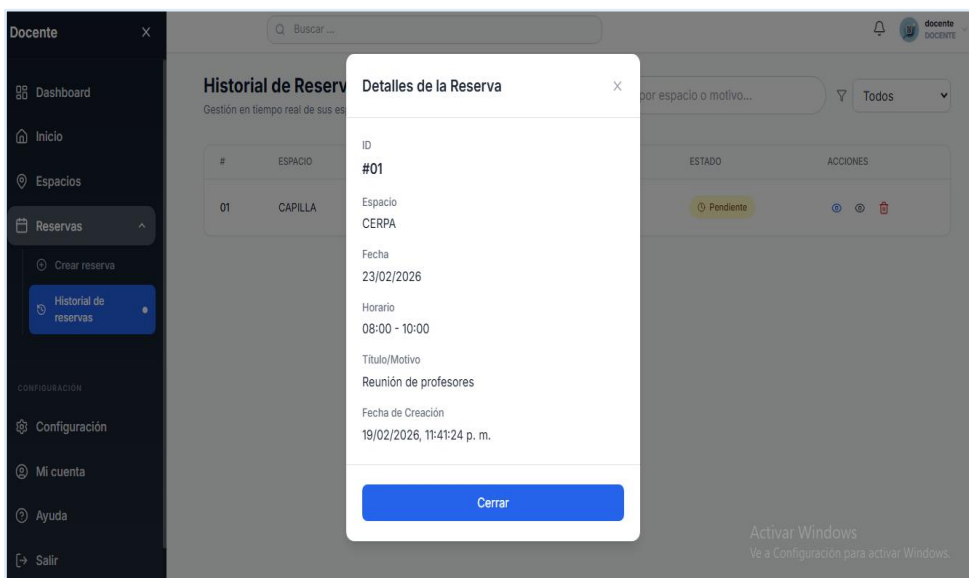 Docente X
Buscar ...
docente
DOCENTE
Dashboard
Inicio
Espacios
Reservas
Crear reserva
Historial de
reservas
CONFIGURACIÓN
Configuración
Mi cuenta
Ayuda
Salir
Historial de Reserv
Gestión en tiempo real de sus es
por espacio o motivo...
Todos
# ESPACIO ESTADO ACCIONES
01 CAPILLA Pendiente
Detalles de la Reserva
ID
#01
Espacio
CERPA
Fecha
23/02/2026
Horario
08:00 - 10:00
Título/Motivo
Reunión de profesores
Fecha de Creación
19/02/2026, 11:41:24 p. m.
Cerrar
Activar Windows
Ve a Configuración para activar Windows.